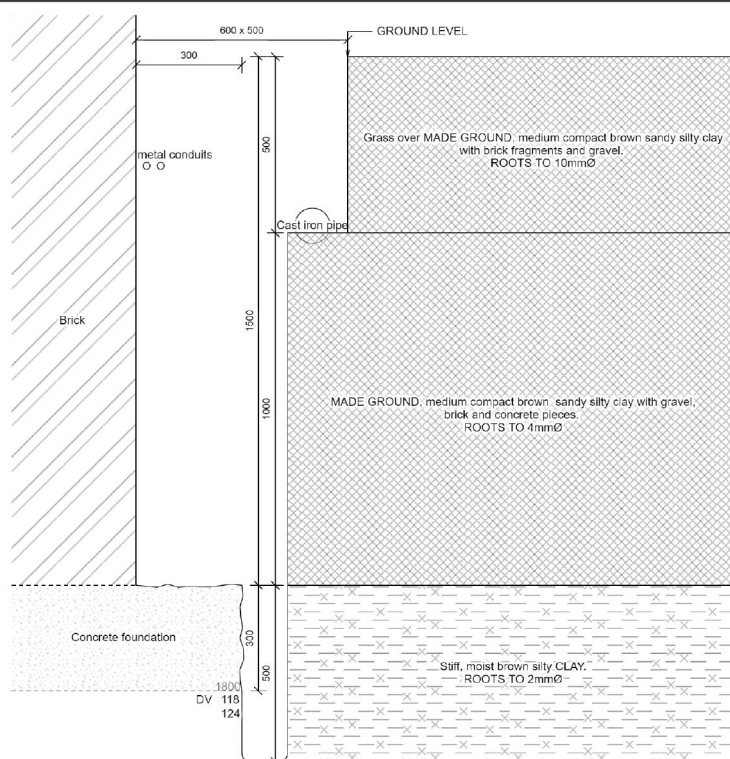 600 x 500
GROUND LEVEL
300
500
Grass over MADE GROUND, medium compact brown sandy silty clay
with brick fragments and gravel.
ROOTS TO 10mmØ
metal conduits
Cast iron pipe
Brick
1500
1000
MADE GROUND, medium compact brown sandy silty clay with gravel,
brick and concrete pieces.
ROOTS TO 4mmØ
Concrete foundation
300
500
Stiff, moist brown silty CLAY.
ROOTS TO 2mmØ
1800
DV 118
124